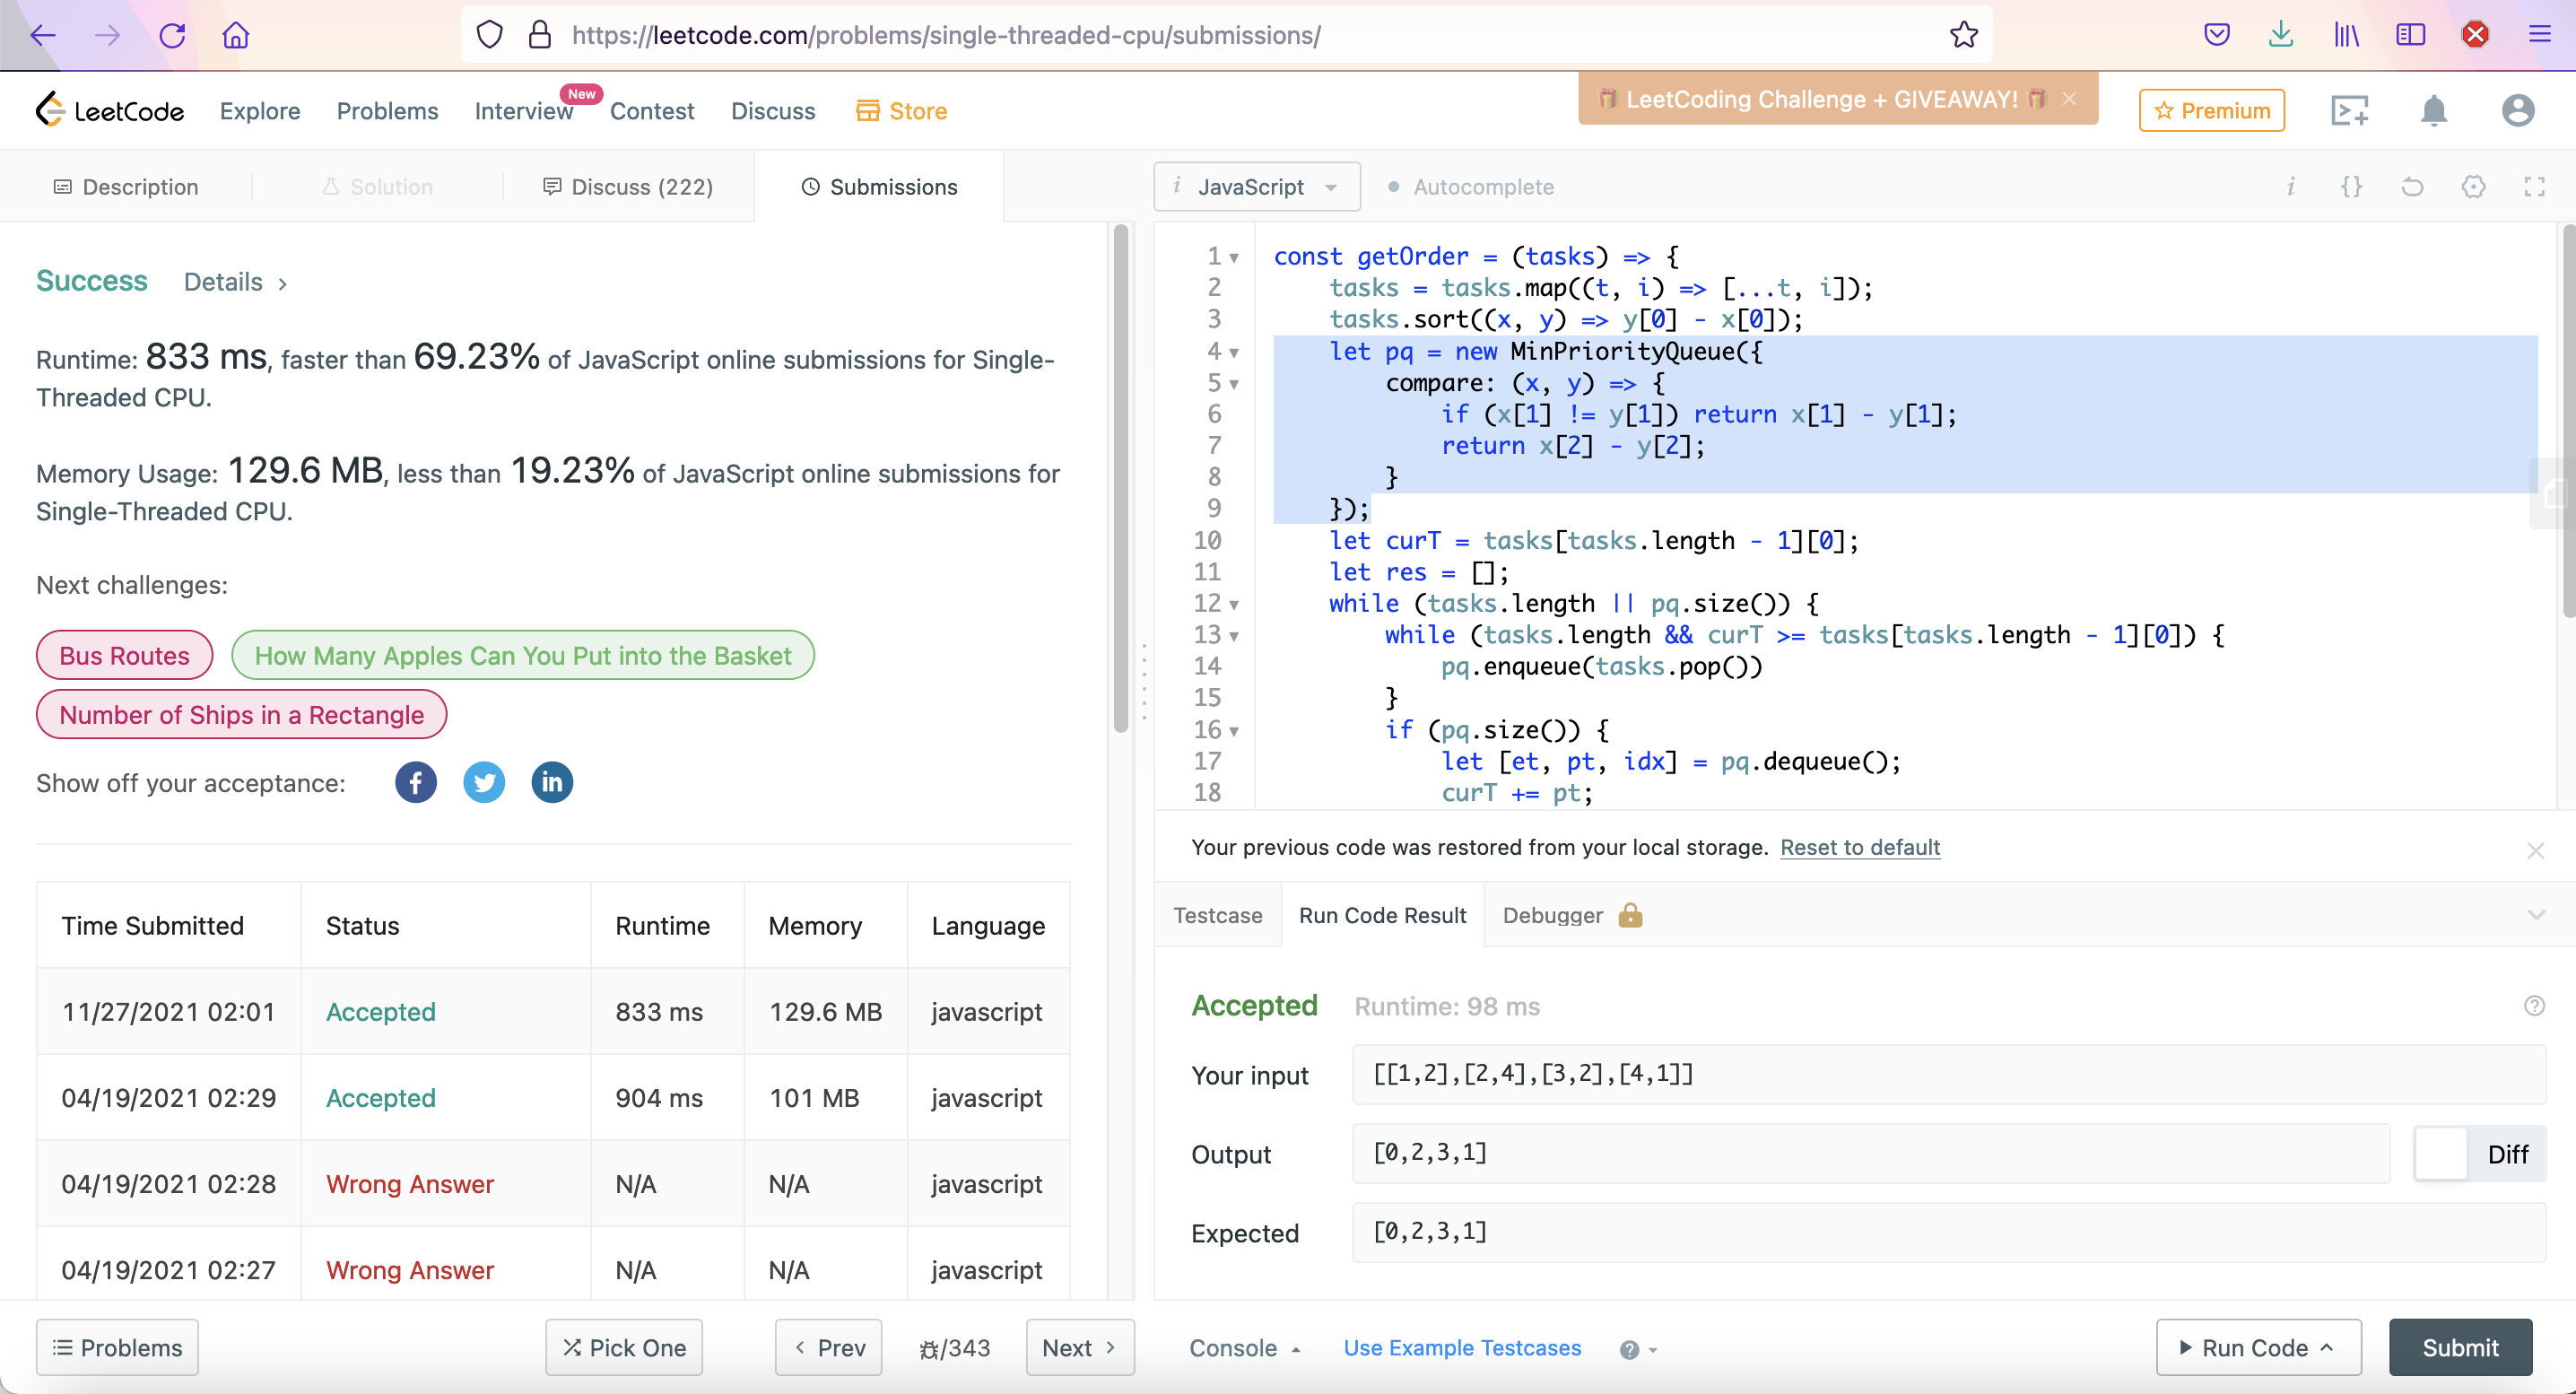 https://leetcode.com/problems/single-threaded-cpu/submissions/
LeetCode Explore Problems Interview New Contest Discuss Store
LeetCoding Challenge + GIVEAWAY!
Premium
Description Solution Discuss (222) Submissions
Success Details
Runtime: 833 ms, faster than 69.23% of JavaScript online submissions for Single-
Threaded CPU.
Memory Usage: 129.6 MB, less than 19.23% of JavaScript online submissions for
Single-Threaded CPU.
Next challenges:
Bus Routes How Many Apples Can You Put into the Basket
Number of Ships in a Rectangle
Show off your acceptance:
Time Submitted Status Runtime Memory Language
11/27/2021 02:01 Accepted 833 ms 129.6 MB javascript
04/19/2021 02:29 Accepted 904 ms 101 MB javascript
04/19/2021 02:28 Wrong Answer N/A N/A javascript
04/19/2021 02:27 Wrong Answer N/A N/A javascript
Problems Pick One Prev /343 Next
i JavaScript Autocomplete
1 const getOrder = (tasks) => {
2 tasks = tasks.map((t, i) => [...t, i]);
3 tasks.sort((x, y) => y[0] - x[0]);
4 let pq = new MinPriorityQueue({
5 compare: (x, y) => {
6 if (x[1] != y[1]) return x[1] - y[1];
7 return x[2] - y[2];
8 }
9 });
10 let curT = tasks[tasks.length - 1][0];
11 let res = [];
12 while (tasks.length || pq.size()) {
13 while (tasks.length && curT >= tasks[tasks.length - 1][0]) {
14 pq.enqueue(tasks.pop())
15 }
16 if (pq.size()) {
17 let [et, pt, idx] = pq.dequeue();
18 curT += pt;
Your previous code was restored from your local storage. Reset to default
Testcase Run Code Result Debugger
Accepted Runtime: 98 ms
Your input [[1,2],[2,4],[3,2],[4,1]]
Output [0,2,3,1] Diff
Expected [0,2,3,1]
Console Use Example Testcases Run Code Submit